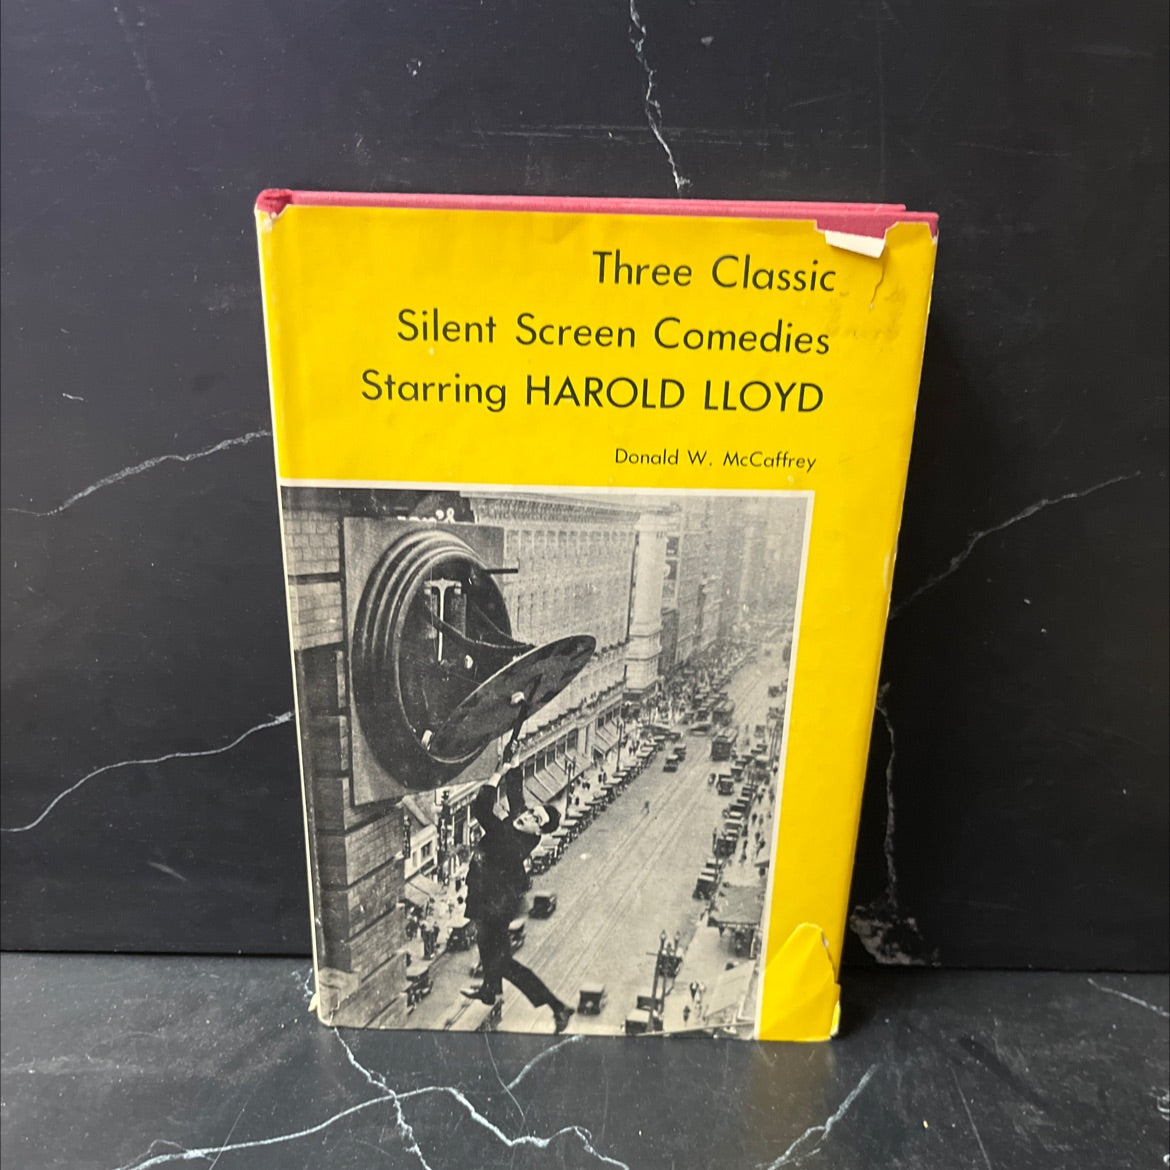 Three Classic
Silent Screen Comedies
Starring HAROLD LLOYD
Donald W. McCaffrey